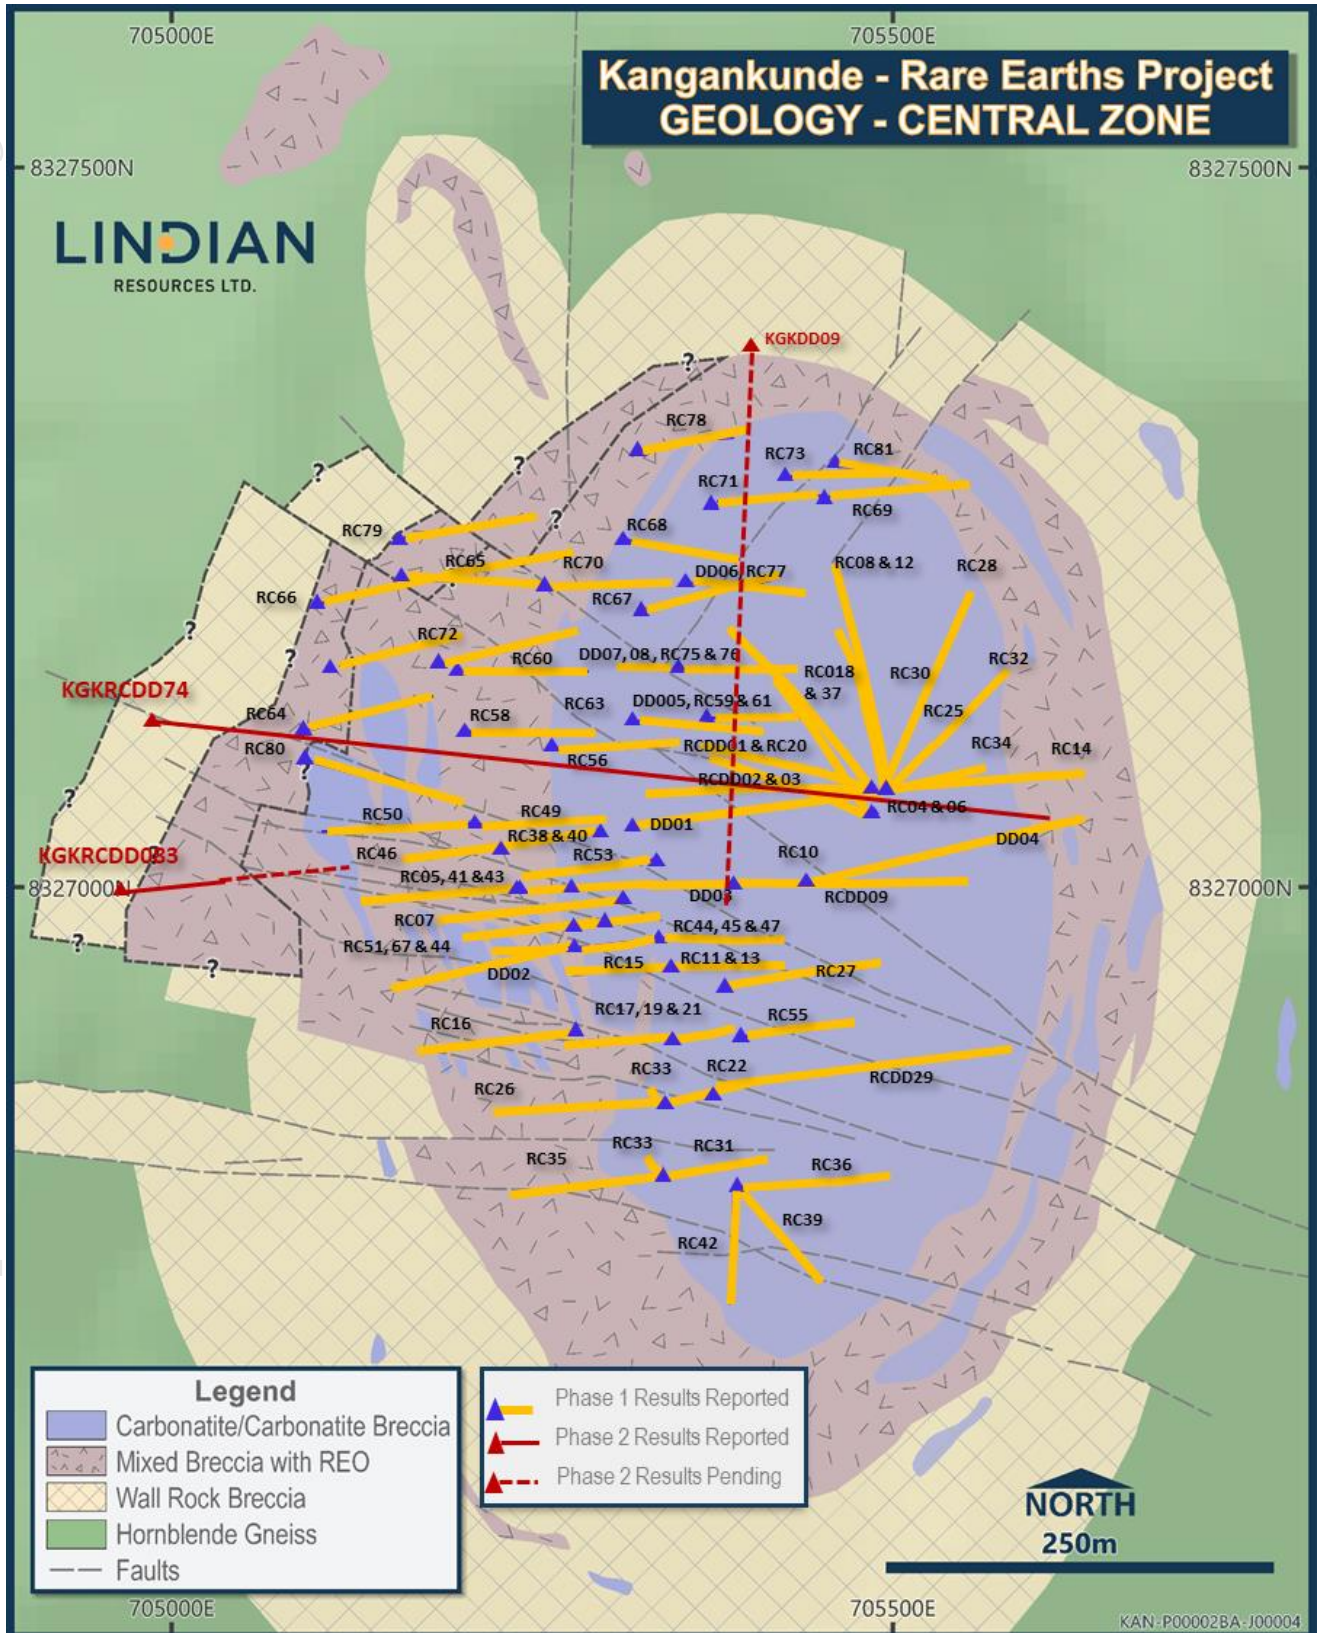 705000E
705500E
Kangankunde - Rare Earths Project
GEOLOGY - CENTRAL ZONE
8327500N
8327500N
LINDIAN
RESOURCES LTD.
KGKDD09
?
RC78
RC73
RC81
?
?
RC71
RC69
?
RC79
RC68
RC65
RC70
DD06
RC77
RC08 & 12
RC28
RC66
RC67
?
RC72
?
RC60
DD07, 08, RC75 & 76
RC018
& 37
RC30
RC32
KGKRCDD74
RC64
RC58
RC63
DD005, RC59 & 61
RC25
RC80
RC56
RCDD01 & RC20
RC34
RC14
?
RCDD02 & 03
?
RC50
RC49
RC04 & 06
RC38 & 40
DD01
DD04
KGKRCDD083
?
RC46
RC53
RC10
RC05, 41 & 43
8327000N
DD03
RCDD09
8327000N
RC07
RC44, 45 & 47
?
RC51, 67 & 44
?
DD02
RC15
RC11 & 13
RC27
RC17, 19 & 21
RC16
RC55
RC33
RC22
RCDD29
RC26
RC33
RC31
RC35
RC36
RC39
RC42
Legend
Carbonatite/Carbonatite Breccia
Mixed Breccia with REO
Wall Rock Breccia
Hornblende Gneiss
Faults
Phase 1 Results Reported
Phase 2 Results Reported
Phase 2 Results Pending
NORTH
250m
705000E
705500E
KAN-P00002BA-J00004